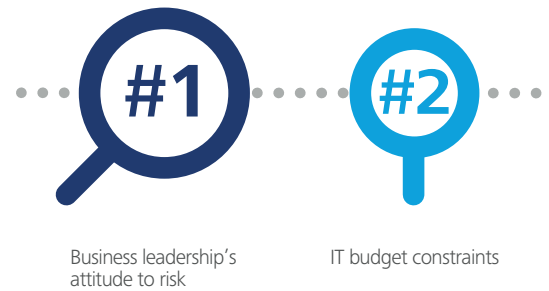 #1
#2
Business leadership's
attitude to risk
IT budget constraints